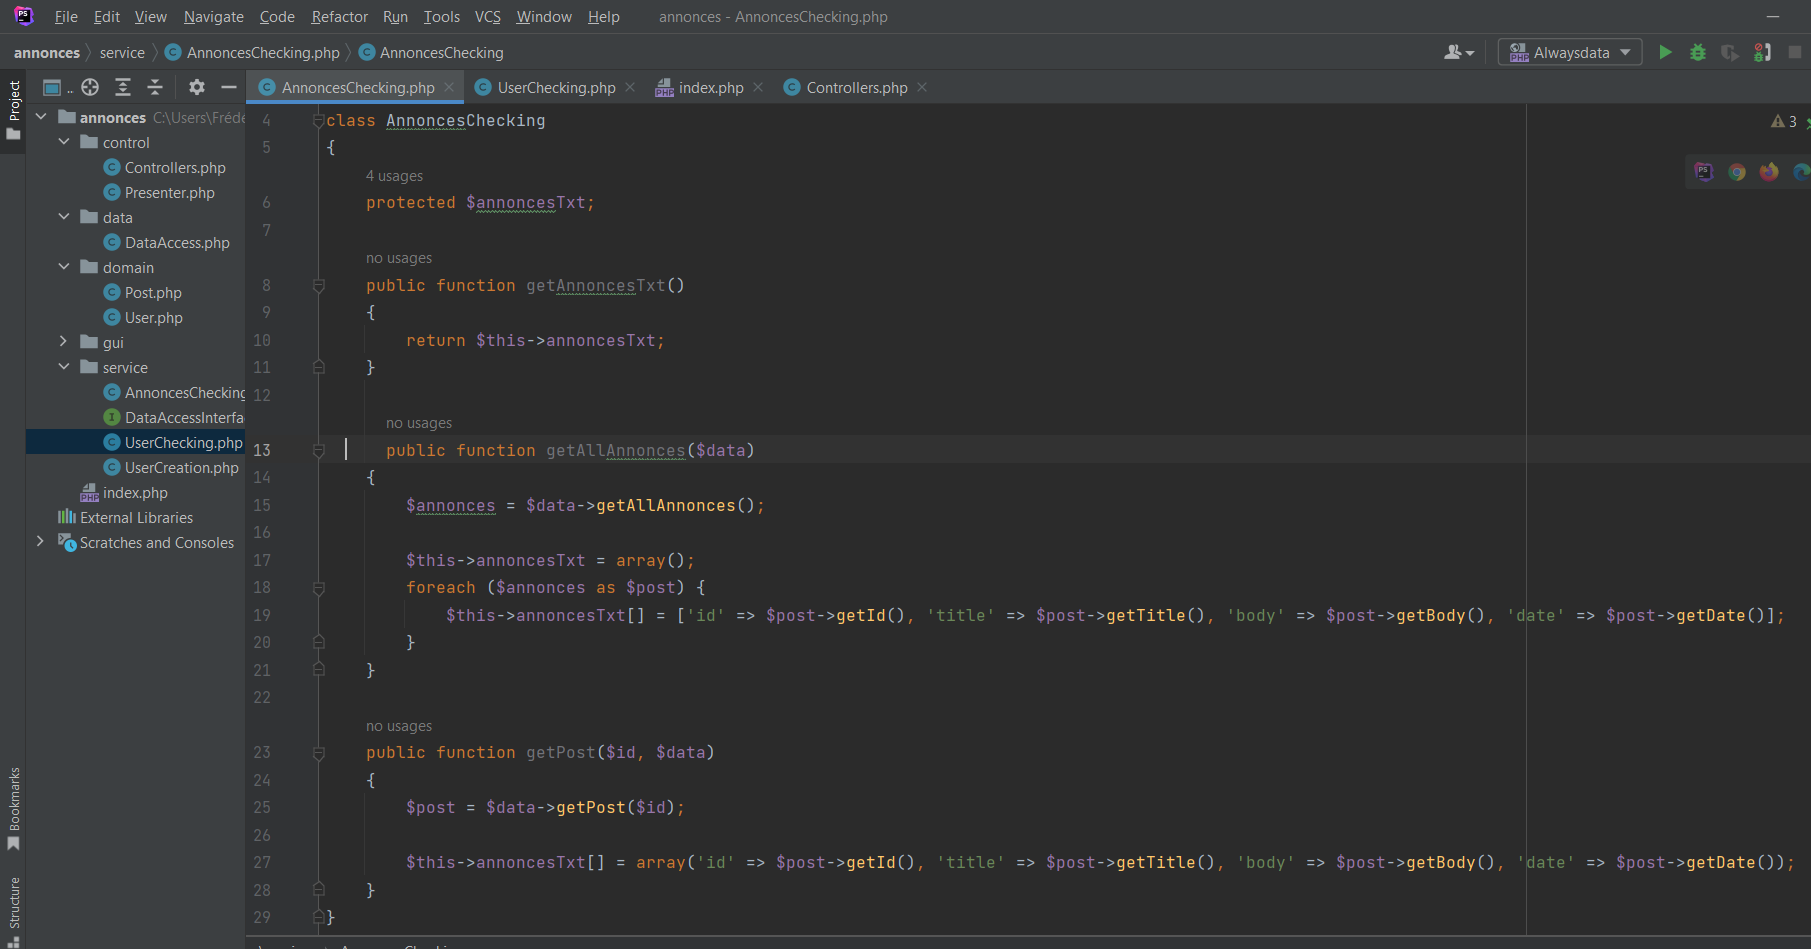 File Edit View Navigate Code Refactor Run Tools VCS Window Help annonces - AnnoncesChecking.php
annonces service AnnoncesChecking.php AnnoncesChecking Alwaysdata
Project
AnnoncesChecking.php UserChecking.php index.php Controllers.php
annonces C:\Users\Fréde
control
Controllers.php
Presenter.php
data
DataAccess.php
domain
Post.php
User.php
gui
service
AnnoncesChecking
DataAccessInterfa
UserChecking.php
UserCreation.php
index.php
External Libraries
Scratches and Consoles
Bookmarks
Structure
3
4 class AnnoncesChecking
5 {
4 usages
6 protected $annoncesTxt;
7
no usages
8 public function getAnnoncesTxt()
9 {
10 return $this->annoncesTxt;
11 }
12
no usages
13 public function getAllAnnonces($data)
14 {
15 $annonces = $data->getAllAnnonces();
16
17 $this->annoncesTxt = array();
18 foreach ($annonces as $post) {
19 $this->annoncesTxt[] = ['id' => $post->getId(), 'title' => $post->getTitle(), 'body' => $post->getBody(), 'date' => $post->getDate()];
20 }
21 }
22
no usages
23 public function getPost($id, $data)
24 {
25 $post = $data->getPost($id);
26
27 $this->annoncesTxt[] = array('id' => $post->getId(), 'title' => $post->getTitle(), 'body' => $post->getBody(), 'date' => $post->getDate());
28 }
29 }